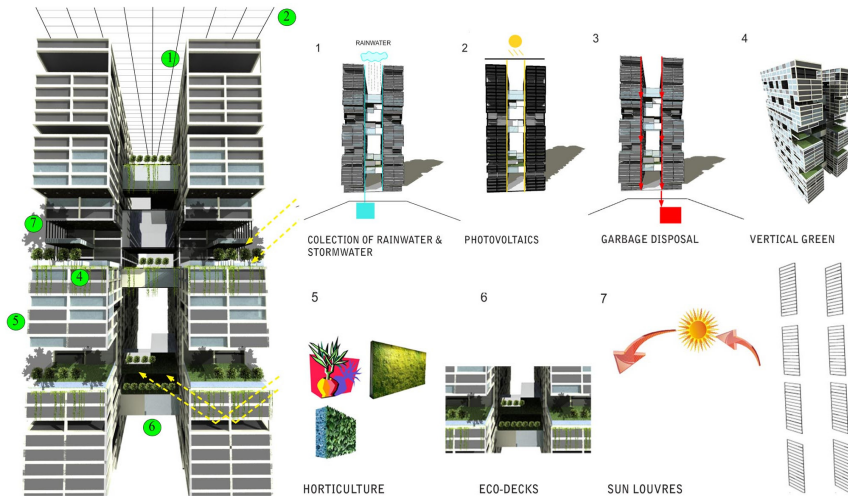 2
1
7
4
5
6
1
RAINWATER
COLECTION OF RAINWATER &
STORMWATER
2
PHOTOVOLTAICS
3
GARBAGE DISPOSAL
4
VERTICAL GREEN
5
HORTICULTURE
6
ECO-DECKS
7
SUN LOUVRES